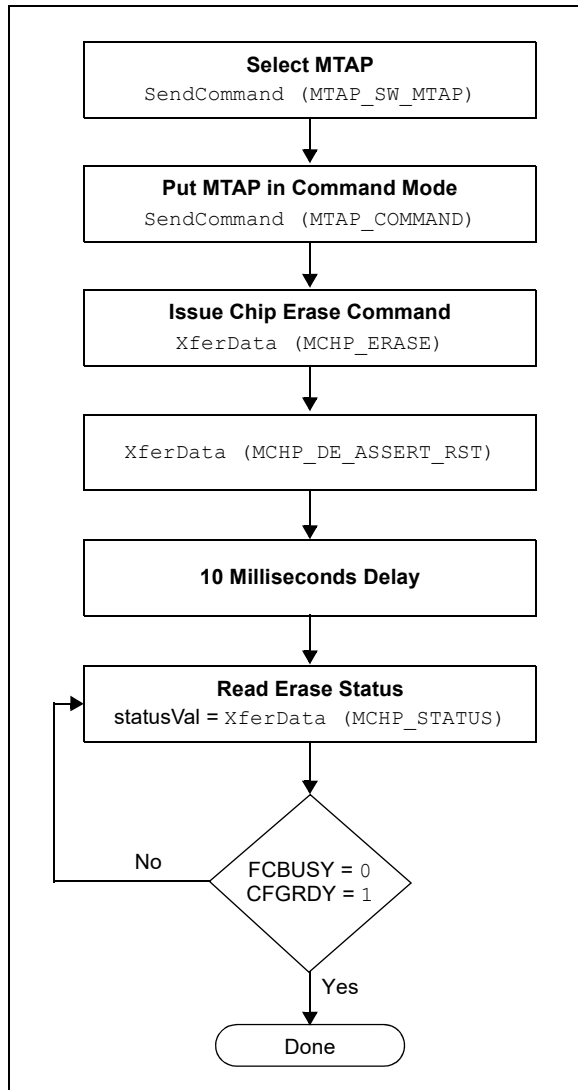 Select MTAP
SendCommand (MTAP_SW_MTAP)
Put MTAP in Command Mode
SendCommand (MTAP_COMMAND)
Issue Chip Erase Command
XferData (MCHP_ERASE)
XferData (MCHP_DE_ASSERT_RST)
10 Milliseconds Delay
Read Erase Status
statusVal = XferData (MCHP_STATUS)
No
FCBUSY = 0
CFGRDY = 1
Yes
Done